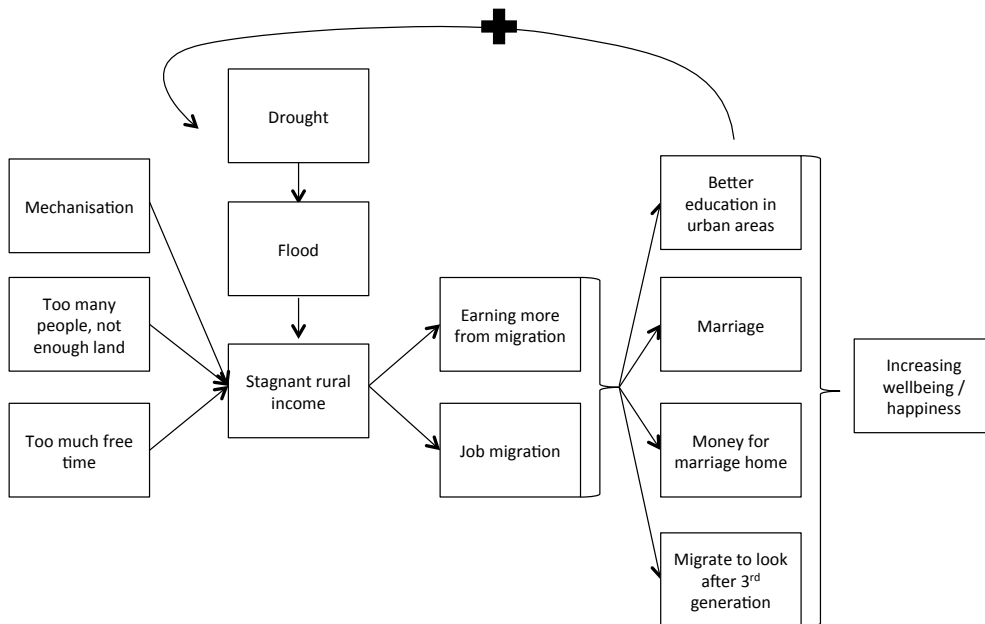 Drought
Mechanisation
Flood
Too many
people, not
enough land
Stagnant rural
income
Too much free
time
Earning more
from migration
Job migration
Better
education in
urban areas
Marriage
Money for
marriage home
Migrate to look
after 3rd
generation
Increasing
wellbeing /
happiness